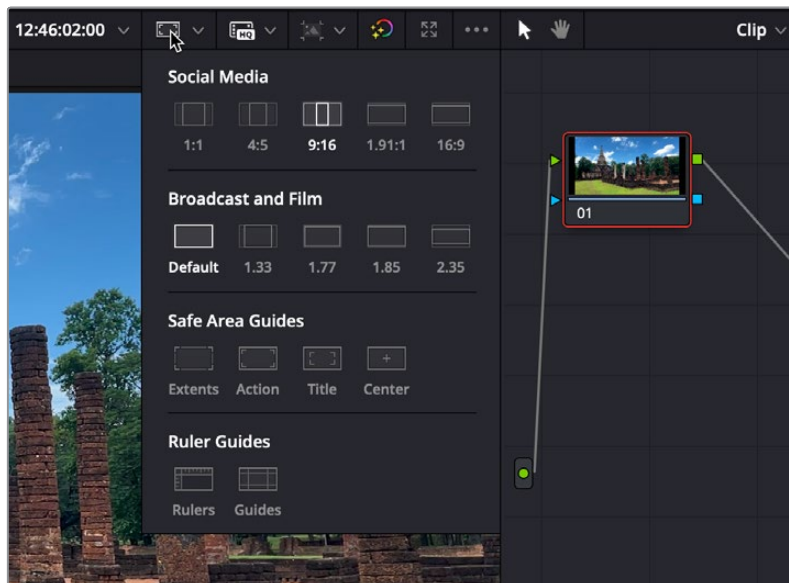 12:46:02:00
HQ
Clip
Social Media
1:1 4:5 9:16 1.91:1 16:9
Broadcast and Film
Default 1.33 1.77 1.85 2.35
Safe Area Guides
Extents Action Title Center
Ruler Guides
Rulers Guides
01